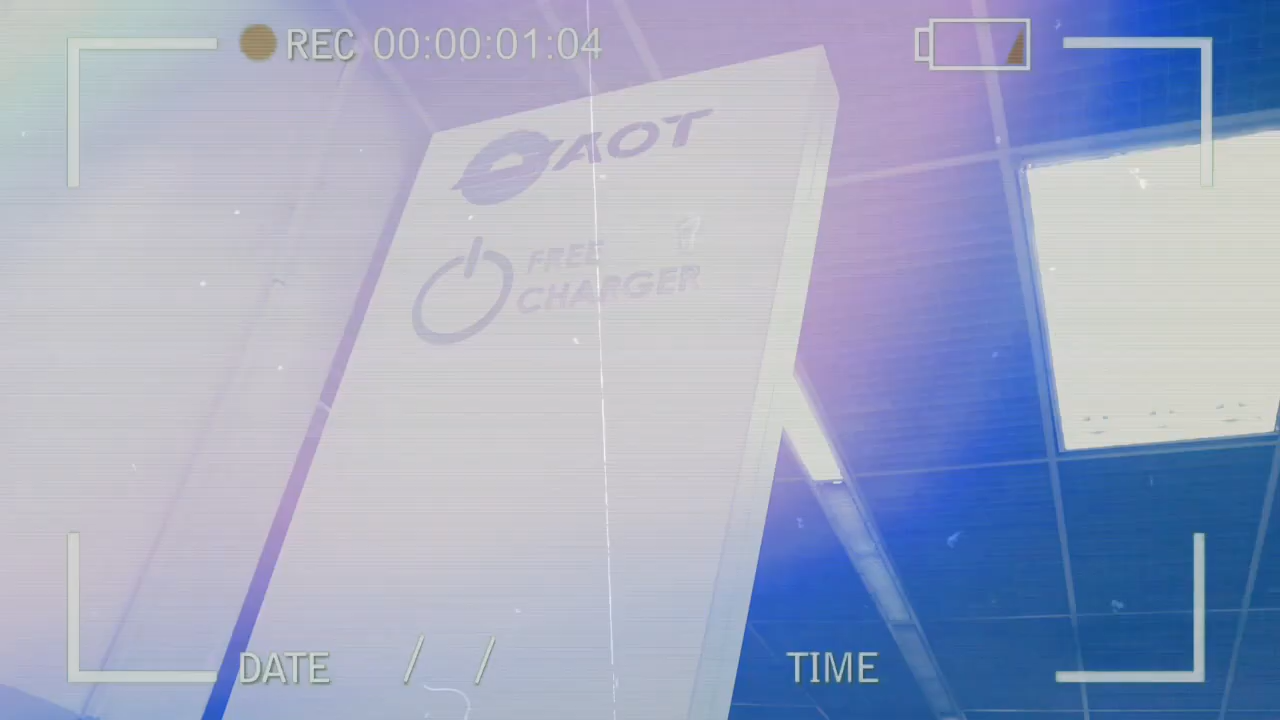 REC 00:00:01:04
AOT
FREE
CHARGER
DATE / /
TIME